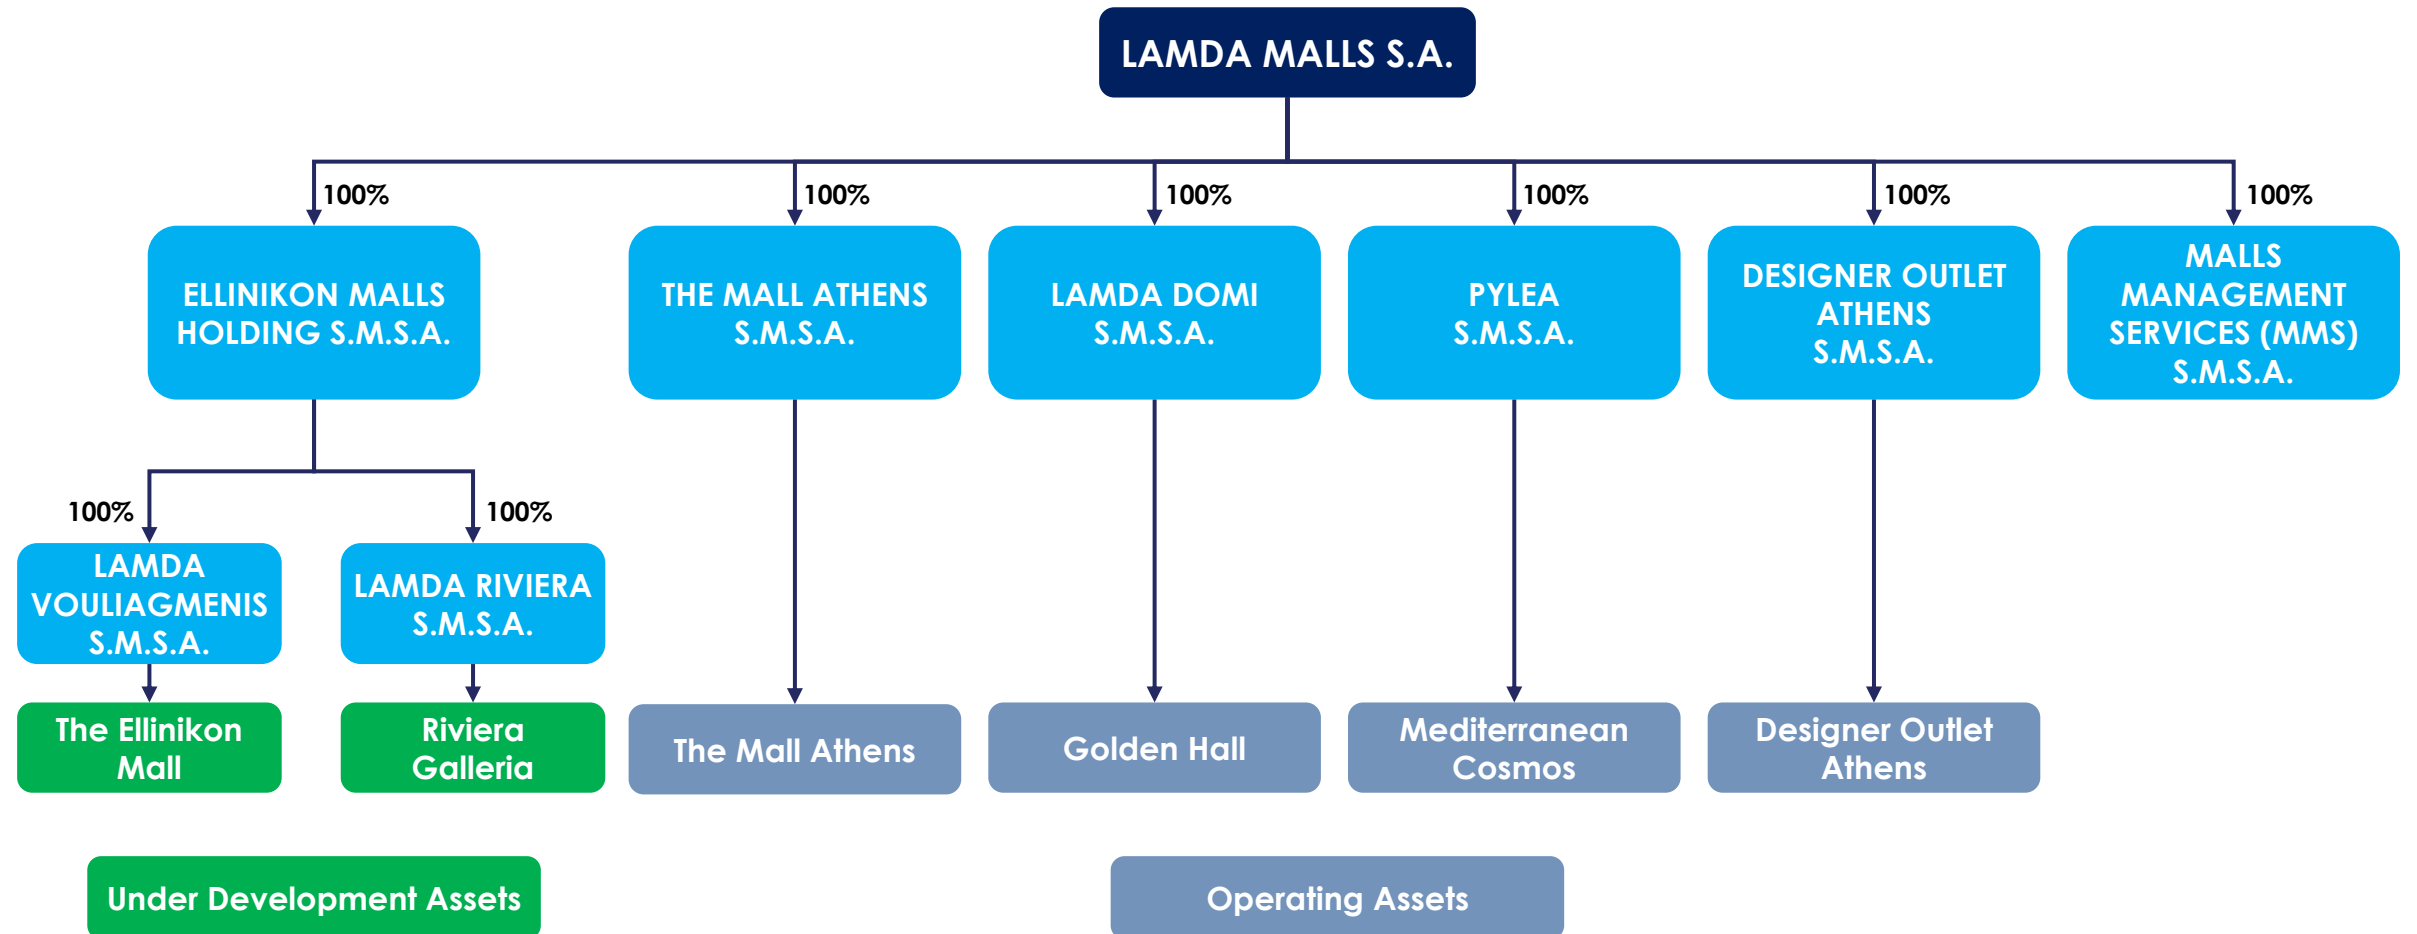 LAMDA MALLS S.A.
100%
100%
100%
100%
100%
100%
ELLINIKON MALLS
HOLDING S.M.S.A.
THE MALL ATHENS
S.M.S.A.
LAMDA DOMI
S.M.S.A.
PYLEA
S.M.S.A.
DESIGNER OUTLET
ATHENS
S.M.S.A.
MALLS
MANAGEMENT
SERVICES (MMS)
S.M.S.A.
100%
100%
LAMDA
VOULIAGMENIS
S.M.S.A.
LAMDA RIVIERA
S.M.S.A.
The Ellinikon
Mall
Riviera
Galleria
The Mall Athens
Golden Hall
Mediterranean
Cosmos
Designer Outlet
Athens
Under Development Assets
Operating Assets